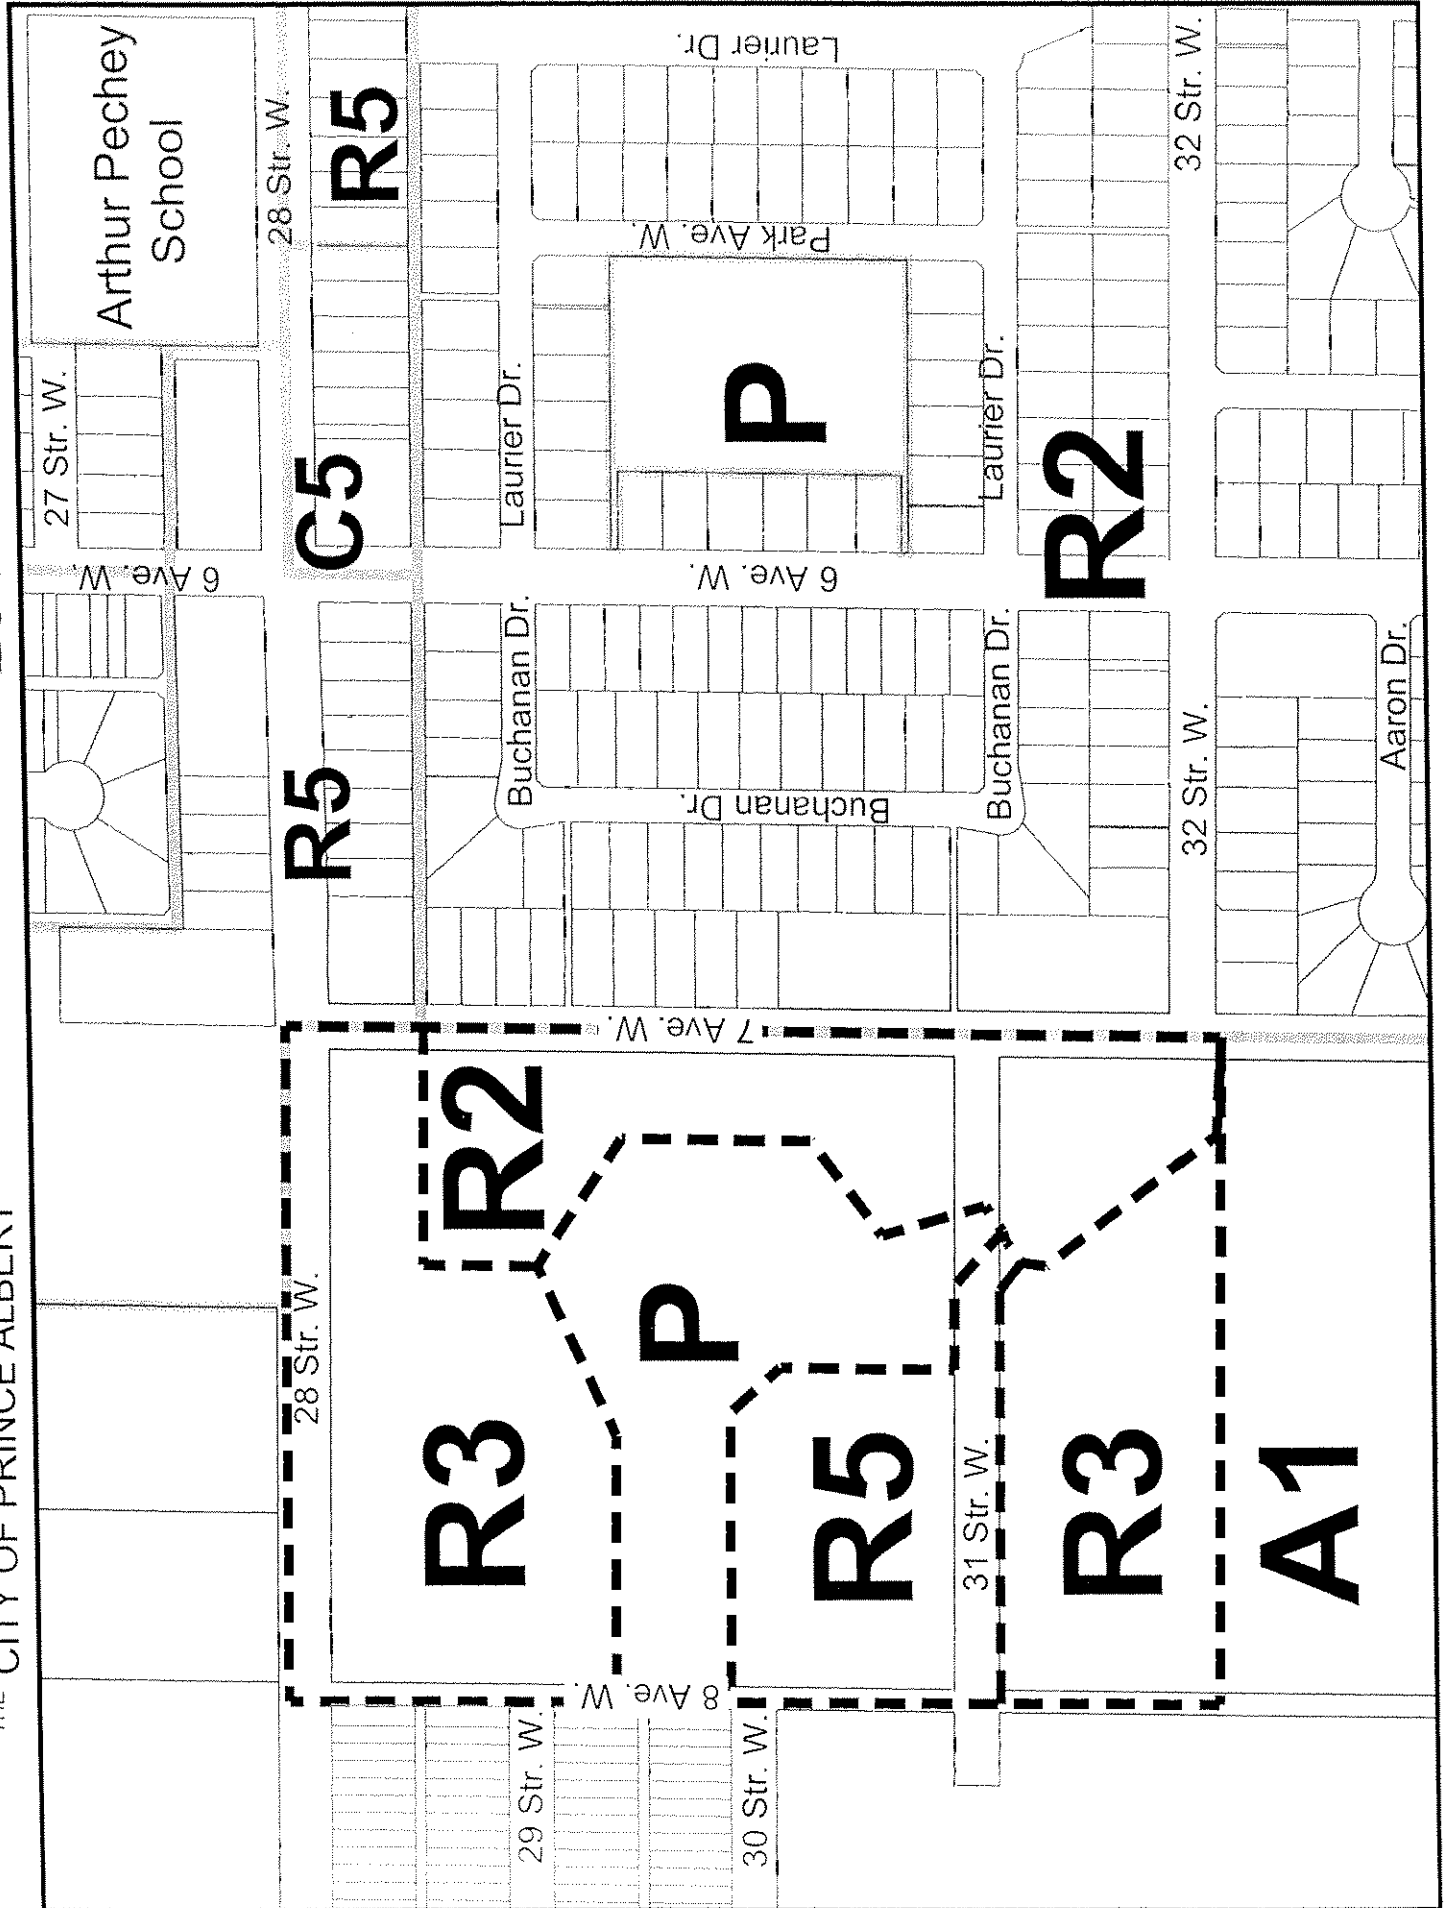 THE CITY OF PRINCE ALBERT
Arthur Pechey
School
27 Str. W.
28 Str. W.
R5
Laurier Dr.
32 Str. W.
Park Ave. W.
C5
Laurier Dr.
P
Laurier Dr.
R2
6 Ave. W.
6 Ave. W.
R5
Buchanan Dr.
Buchanan Dr.
Buchanan Dr.
32 Str. W.
Aaron Dr.
7 Ave. W.
R2
28 Str. W.
P
R3
R5
31 Str. W.
R3
A1
8 Ave. W.
29 Str. W.
30 Str. W.